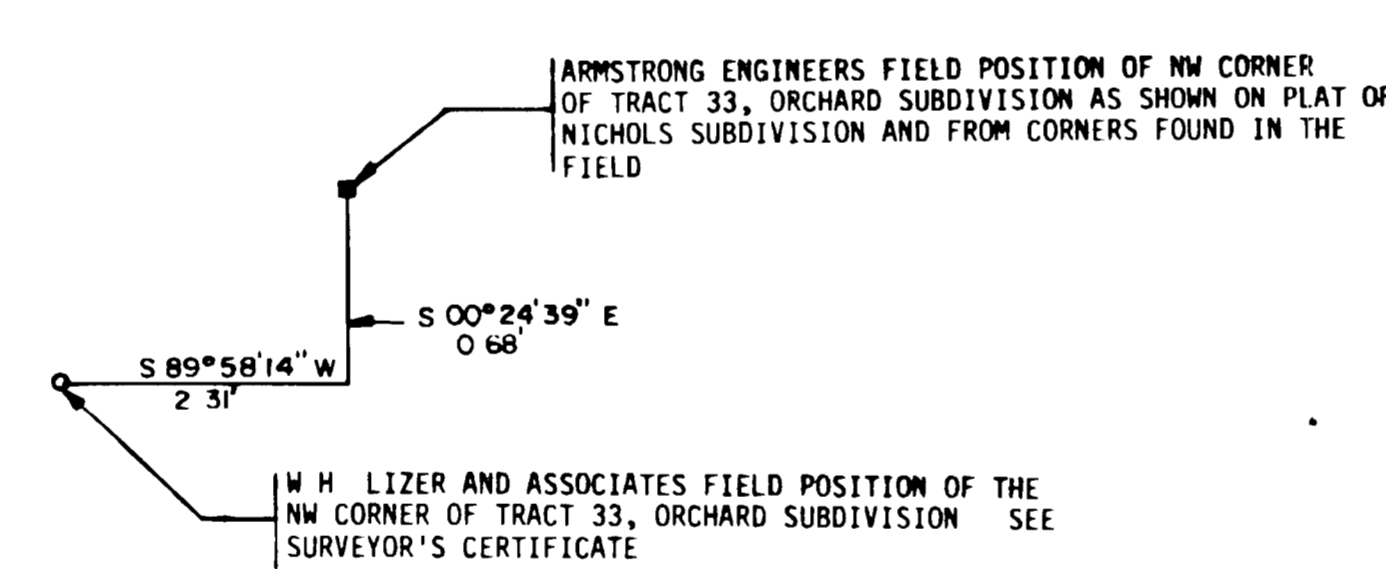 ARMSTRONG ENGINEERS FIELD POSITION OF NW CORNER
OF TRACT 33, ORCHARD SUBDIVISION AS SHOWN ON PLAT OF
NICHOLS SUBDIVISION AND FROM CORNERS FOUND IN THE
FIELD
S 00°24'39" E
0 68'
S 89°58'14" W
2 31'
W H LIZER AND ASSOCIATES FIELD POSITION OF THE
NW CORNER OF TRACT 33, ORCHARD SUBDIVISION SEE
SURVEYOR'S CERTIFICATE